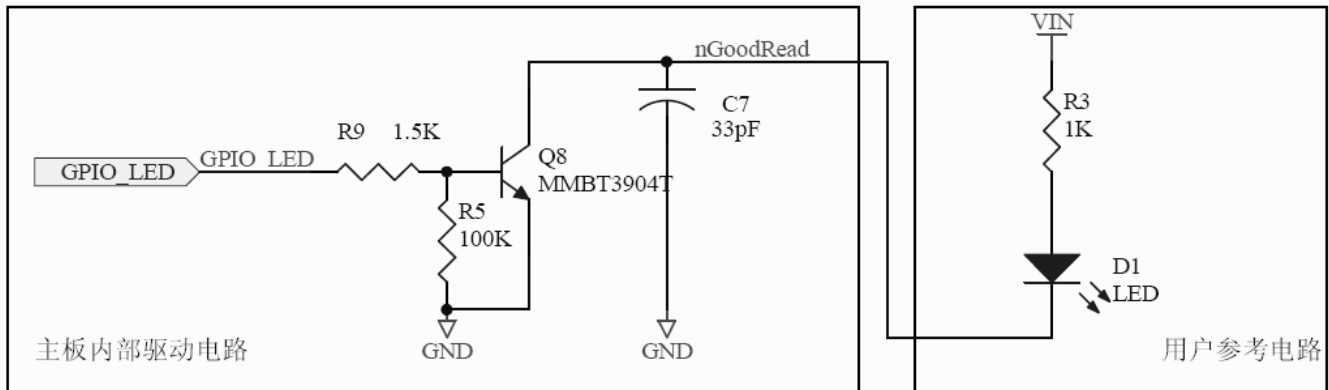 VIN
nGoodRead
R3
1K
C7
33pF
R9 1.5K
GPIO_LED
GPIO_LED
Q8
MMBT3904T
R5
100K
D1
LED
GND
GND
主板内部驱动电路
用户参考电路